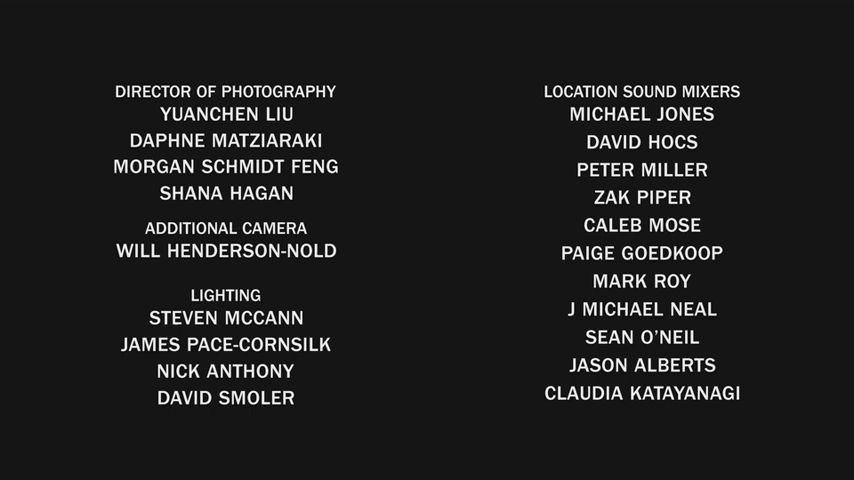 DIRECTOR OF PHOTOGRAPHY
YUANCHEN LIU
DAPHNE MATZIARAKI
MORGAN SCHMIDT FENG
SHANA HAGAN
ADDITIONAL CAMERA
WILL HENDERSON-NOLD
LIGHTING
STEVEN MCCANN
JAMES PACE-CORNSILK
NICK ANTHONY
DAVID SMOLER
LOCATION SOUND MIXERS
MICHAEL JONES
DAVID HOCS
PETER MILLER
ZAK PIPER
CALEB MOSE
PAIGE GOEDKOOP
MARK ROY
J MICHAEL NEAL
SEAN O’NEIL
JASON ALBERTS
CLAUDIA KATAYANAGI